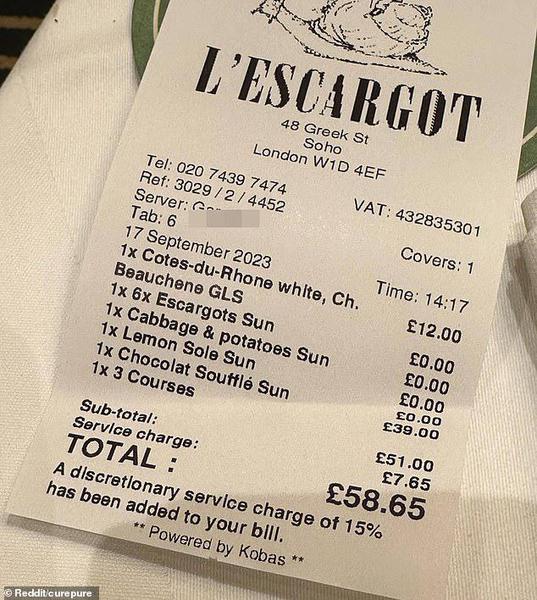 L'ESCARGOT
48 Greek St
Soho
London W1D 4EF
Tel: 020 7439 7474
Ref: 3029 / 2 / 4452
VAT: 432835301
Server:
Tab: 6
Covers: 1
17 September 2023
Time: 14:17
1x Cotes-du-Rhone white, Ch. Beauchene GLS £12.00
1x 6x Escargots Sun £0.00
1x Cabbage & potatoes Sun £0.00
1x Lemon Sole Sun £0.00
1x Chocolat Soufflé Sun £0.00
1x 3 Courses £39.00
Sub-total: £51.00
Service charge: £7.65
TOTAL : £58.65
A discretionary service charge of 15%
has been added to your bill.
** Powered by Kobas **
Reddit/curepure